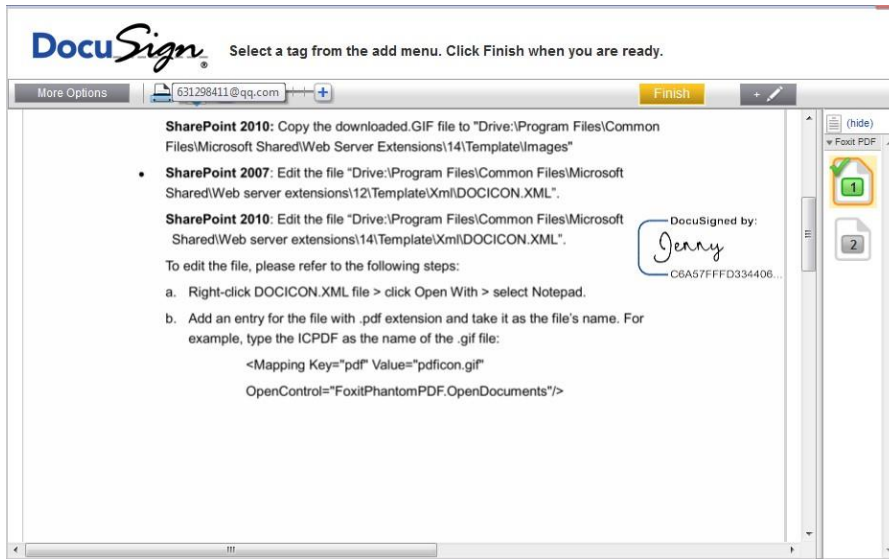 DocuSign®
Select a tag from the add menu. Click Finish when you are ready.
More Options
631298411@qq.com
Finish
SharePoint 2010: Copy the downloaded.GIF file to "Drive:\Program Files\Common
Files\Microsoft Shared\Web Server Extensions\14\Template\Images"
• SharePoint 2007: Edit the file “Drive:\Program Files\Common Files\Microsoft
Shared\Web server extensions\12\Template\Xml\DOCICON.XML”.
SharePoint 2010: Edit the file “Drive:\Program Files\Common Files\Microsoft
Shared\Web server extensions\14\Template\Xml\DOCICON.XML”.
To edit the file, please refer to the following steps:
a. Right-click DOCICON.XML file > click Open With > select Notepad.
b. Add an entry for the file with .pdf extension and take it as the file’s name. For
example, type the ICPDF as the name of the .gif file:
<Mapping Key="pdf" Value="pdficon.gif"
OpenControl="FoxitPhantomPDF.OpenDocuments"/>
DocuSigned by:
Jenny
C6A57FFFD334406...
(hide)
Foxit PDF
1
2